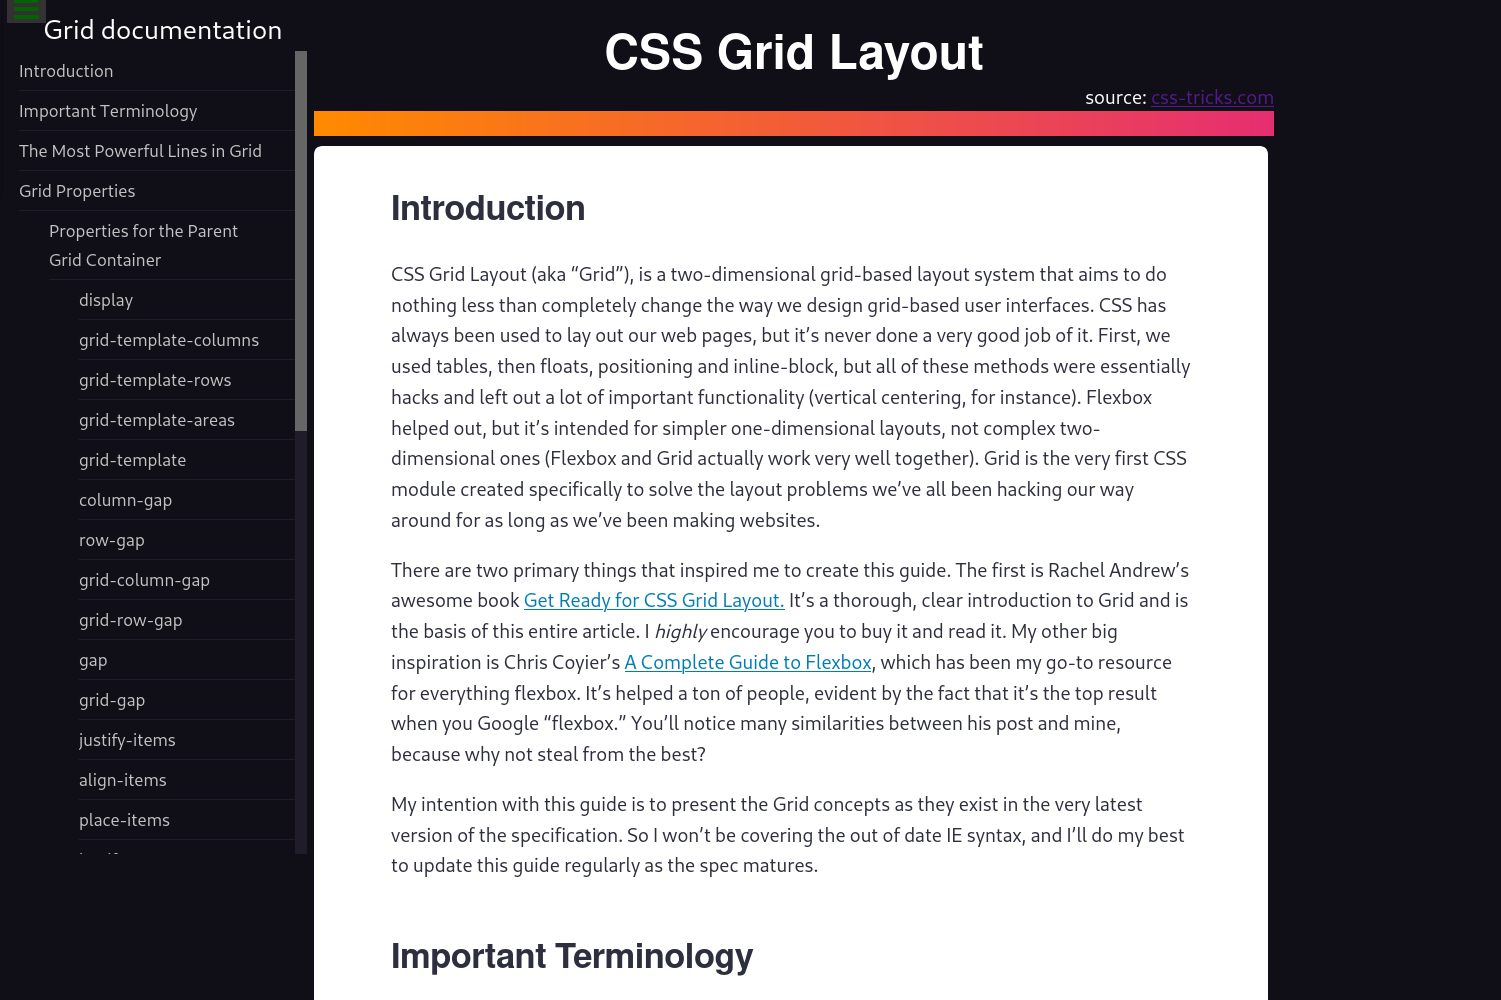 Grid documentation
Introduction
Important Terminology
The Most Powerful Lines in Grid
Grid Properties
Properties for the Parent
Grid Container
display
grid-template-columns
grid-template-rows
grid-template-areas
grid-template
column-gap
row-gap
grid-column-gap
grid-row-gap
gap
grid-gap
justify-items
align-items
place-items
CSS Grid Layout
source: css-tricks.com
Introduction
CSS Grid Layout (aka “Grid”), is a two-dimensional grid-based layout system that aims to do
nothing less than completely change the way we design grid-based user interfaces. CSS has
always been used to lay out our web pages, but it’s never done a very good job of it. First, we
used tables, then floats, positioning and inline-block, but all of these methods were essentially
hacks and left out a lot of important functionality (vertical centering, for instance). Flexbox
helped out, but it’s intended for simpler one-dimensional layouts, not complex two-
dimensional ones (Flexbox and Grid actually work very well together). Grid is the very first CSS
module created specifically to solve the layout problems we’ve all been hacking our way
around for as long as we’ve been making websites.
There are two primary things that inspired me to create this guide. The first is Rachel Andrew’s
awesome book Get Ready for CSS Grid Layout. It’s a thorough, clear introduction to Grid and is
the basis of this entire article. I highly encourage you to buy it and read it. My other big
inspiration is Chris Coyier’s A Complete Guide to Flexbox, which has been my go-to resource
for everything flexbox. It’s helped a ton of people, evident by the fact that it’s the top result
when you Google “flexbox.” You’ll notice many similarities between his post and mine,
because why not steal from the best?
My intention with this guide is to present the Grid concepts as they exist in the very latest
version of the specification. So I won’t be covering the out of date IE syntax, and I’ll do my best
to update this guide regularly as the spec matures.
Important Terminology